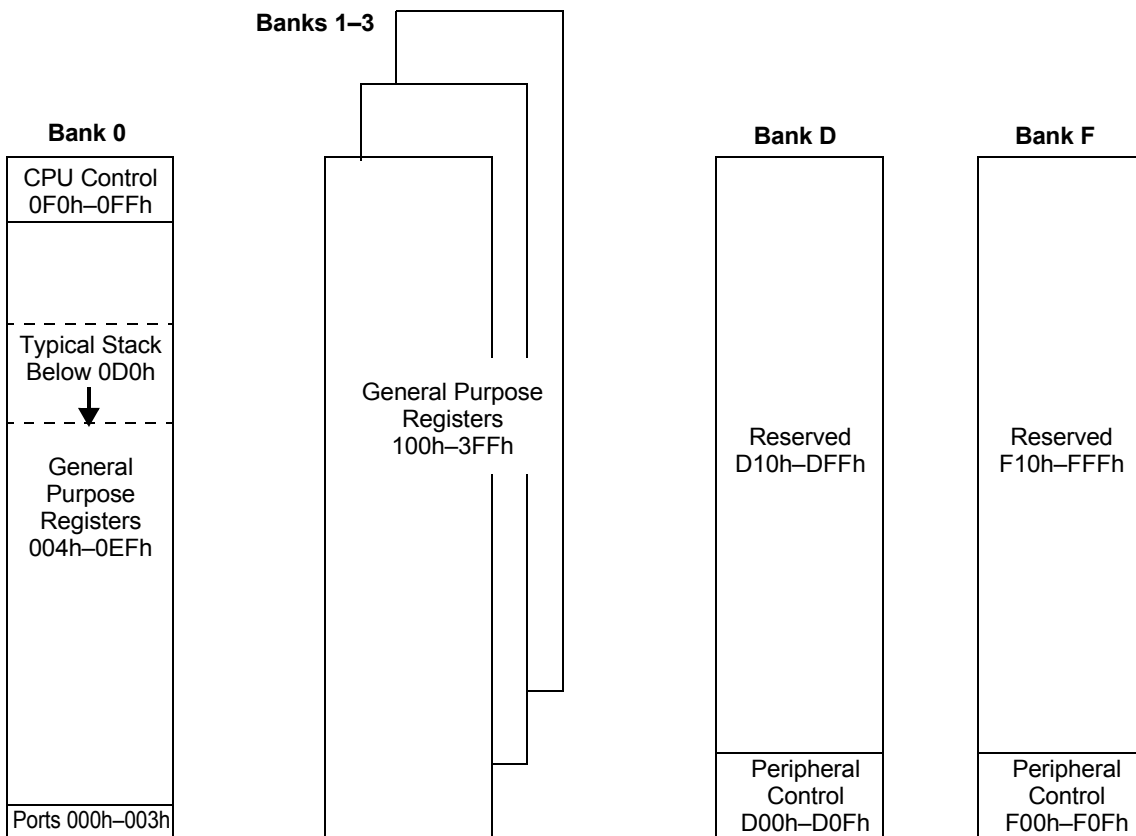 Banks 1–3
Bank 0
CPU Control
0F0h–0FFh
Typical Stack
Below 0D0h
General
Purpose
Registers
004h–0EFh
Ports 000h–003h
General Purpose
Registers
100h–3FFh
Bank D
Reserved
D10h–DFFh
Peripheral
Control
D00h–D0Fh
Bank F
Reserved
F10h–FFFh
Peripheral
Control
F00h–F0Fh